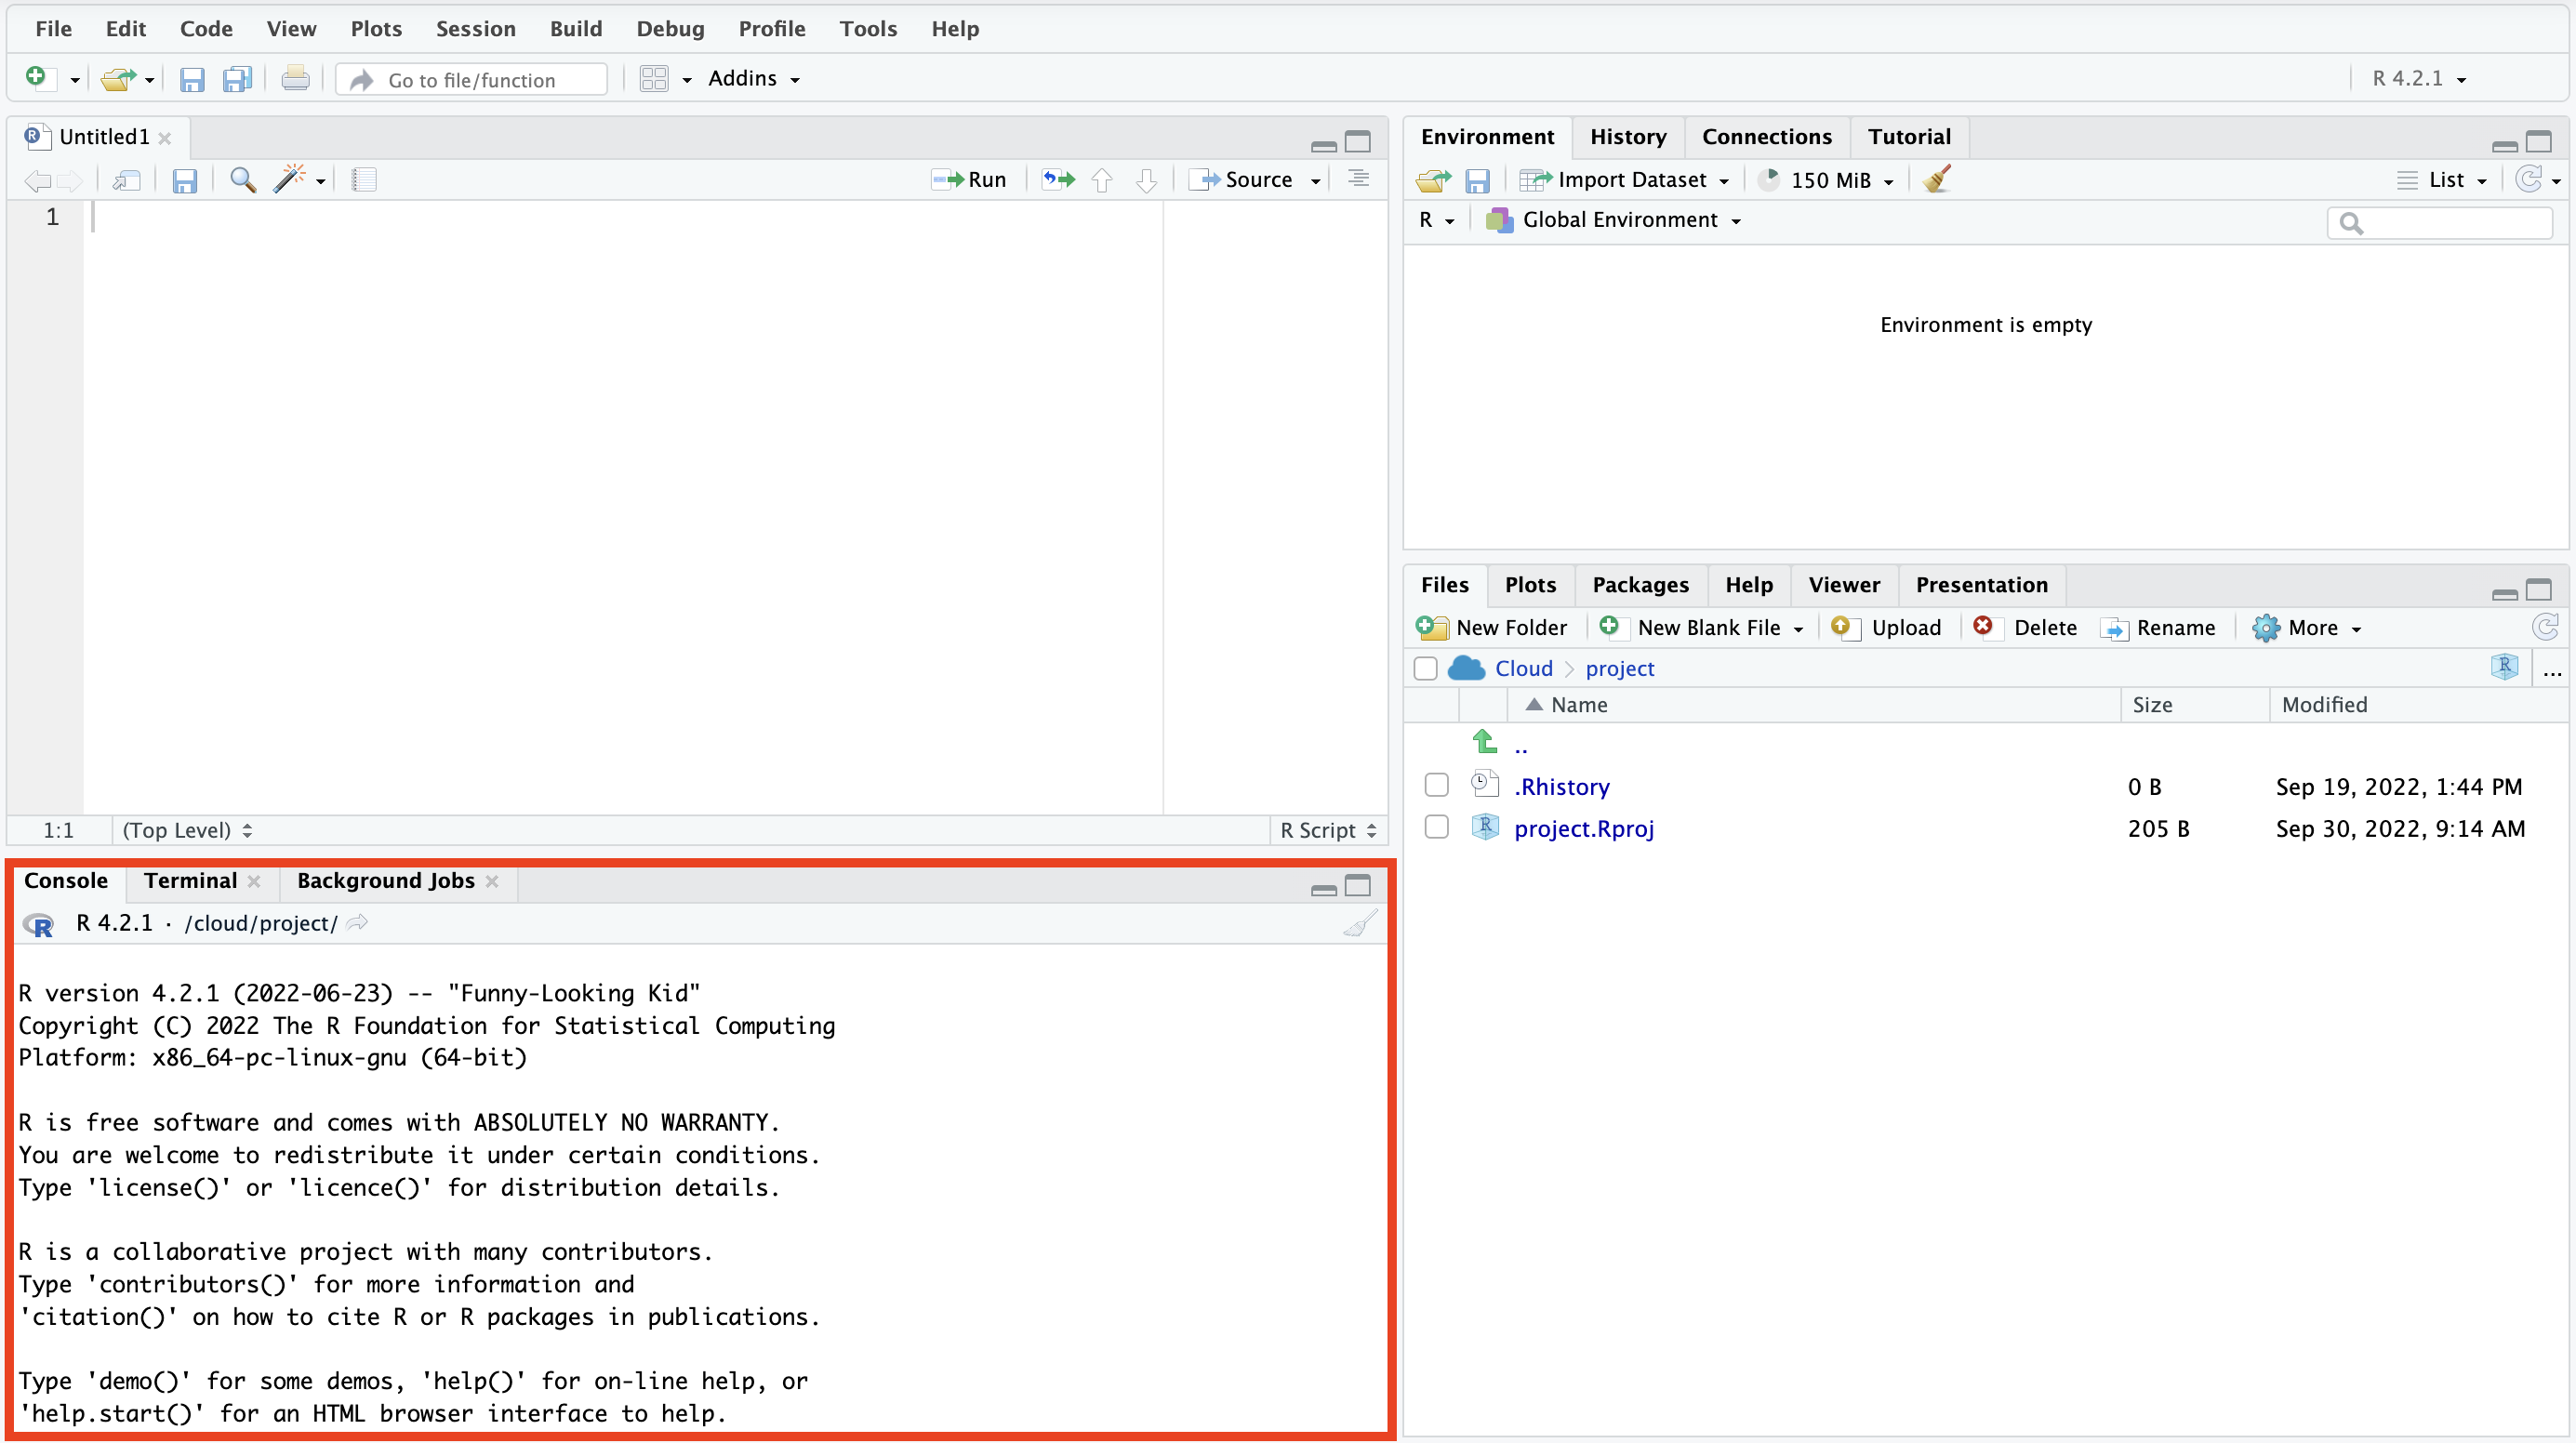 File Edit Code View Plots Session Build Debug Profile Tools Help
Go to file/function Addins R 4.2.1
Untitled1
Run Source
1
1:1 (Top Level) R Script
Console Terminal Background Jobs
R 4.2.1 · /cloud/project/
R version 4.2.1 (2022-06-23) -- "Funny-Looking Kid"
Copyright (C) 2022 The R Foundation for Statistical Computing
Platform: x86_64-pc-linux-gnu (64-bit)
R is free software and comes with ABSOLUTELY NO WARRANTY.
You are welcome to redistribute it under certain conditions.
Type 'license()' or 'licence()' for distribution details.
R is a collaborative project with many contributors.
Type 'contributors()' for more information and
'citation()' on how to cite R or R packages in publications.
Type 'demo()' for some demos, 'help()' for on-line help, or
'help.start()' for an HTML browser interface to help.
Environment History Connections Tutorial
Import Dataset 150 MiB List
R Global Environment
Environment is empty
Files Plots Packages Help Viewer Presentation
New Folder New Blank File Upload Delete Rename More
Cloud project ...
Name Size Modified
..
.Rhistory 0 B Sep 19, 2022, 1:44 PM
project.Rproj 205 B Sep 30, 2022, 9:14 AM